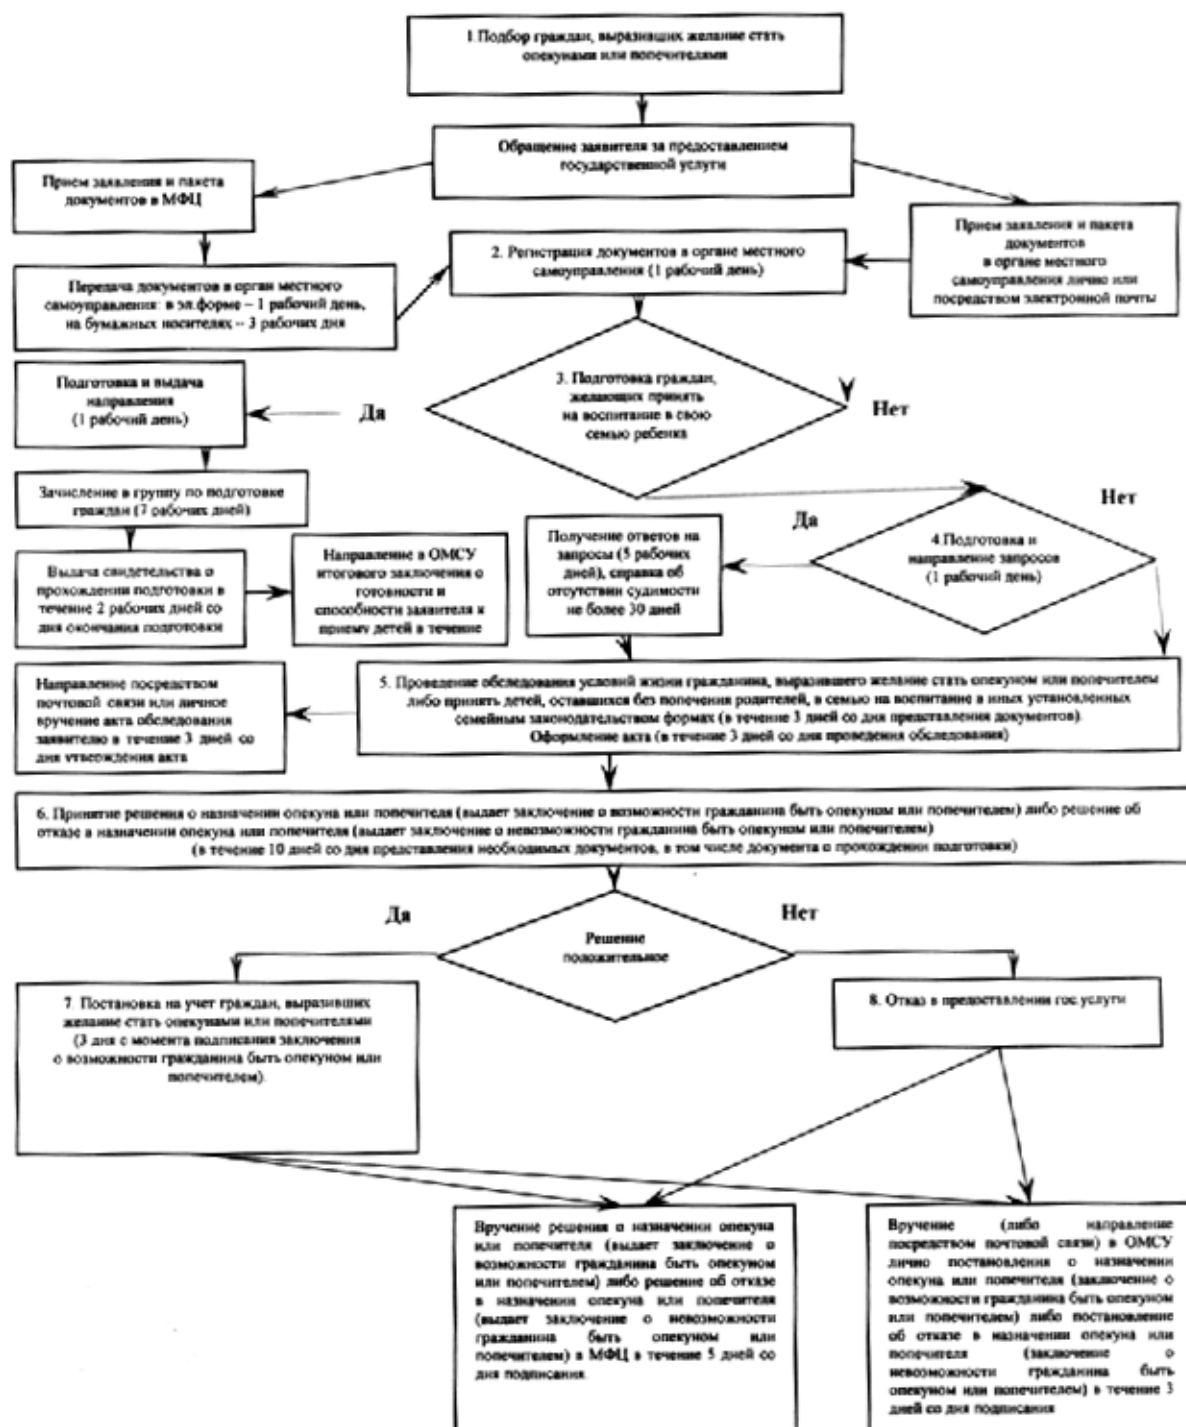 1.Подбор граждан, выразивших желание стать
опекунами или попечителями
Обращение заявителя за предоставлением
государственной услуги
Прием заявления и пакета
документов в МФЦ
Прием заявления и пакета
документов
в органе местного
самоуправления лично или
посредством электронной почты
2. Регистрация документов в органе местного
самоуправления (1 рабочий день)
Передача документов в орган местного
самоуправления: в эл.форме – 1 рабочий день,
на бумажных носителях – 3 рабочих дня
Подготовка и выдача
направления
(1 рабочий день)
Да
3. Подготовка граждан,
желающих принять
на воспитание в свою
семью ребенка
Нет
Зачисление в группу по подготовке
граждан (7 рабочих дней)
Выдача свидетельства о
прохождении подготовки в
течение 2 рабочих дней со
дня окончания подготовки
Направление в ОМСУ
итогового заключения о
готовности и
способности заявителя к
приему детей в течение
Получение ответов на
запросы (5 рабочих
дней), справка об
отсутствии судимости
не более 30 дней
Да
4.Подготовка и
направление запросов
(1 рабочий день)
Нет
Направление посредством
почтовой связи или личное
вручение акта обследования
заявителю в течение 3 дней со
дня утверждения акта
5. Проведение обследования условий жизни гражданина, выразившего желание стать опекуном или попечителем
либо принять детей, оставшихся без попечения родителей, в семью на воспитание в иных установленных
семейным законодательством формах (в течение 3 дней со дня представления документов).
Оформление акта (в течение 3 дней со дня проведения обследования)
6. Принятие решения о назначении опекуна или попечителя (выдает заключение о возможности гражданина быть опекуном или попечителем) либо решение об
отказе в назначении опекуна или попечителя (выдает заключение о невозможности гражданина быть опекуном или попечителем)
(в течение 10 дней со дня представления необходимых документов, в том числе документа о прохождении подготовки)
Да
Решение
положительное
Нет
7. Постановка на учет граждан, выразивших
желание стать опекунами или попечителями
(3 дня с момента подписания заключения
о возможности гражданина быть опекуном или
попечителем).
8. Отказ в предоставлении гос.услуги
Вручение решения о назначении опекуна
или попечителя (выдает заключение о
возможности гражданина быть опекуном
или попечителем) либо решение об отказе
в назначении опекуна или попечителя
(выдает заключение о невозможности
гражданина быть опекуном или
попечителем) в МФЦ в течение 5 дней со
дня подписания
Вручение (либо направление
посредством почтовой связи) в ОМСУ
лично постановления о назначении
опекуна или попечителя (заключение о
возможности гражданина быть опекуном
или попечителем) либо постановление
об отказе в назначении опекуна или
попечителя (заключение о
невозможности гражданина быть
опекуном или попечителем) в течение 3
дней со дня подписания